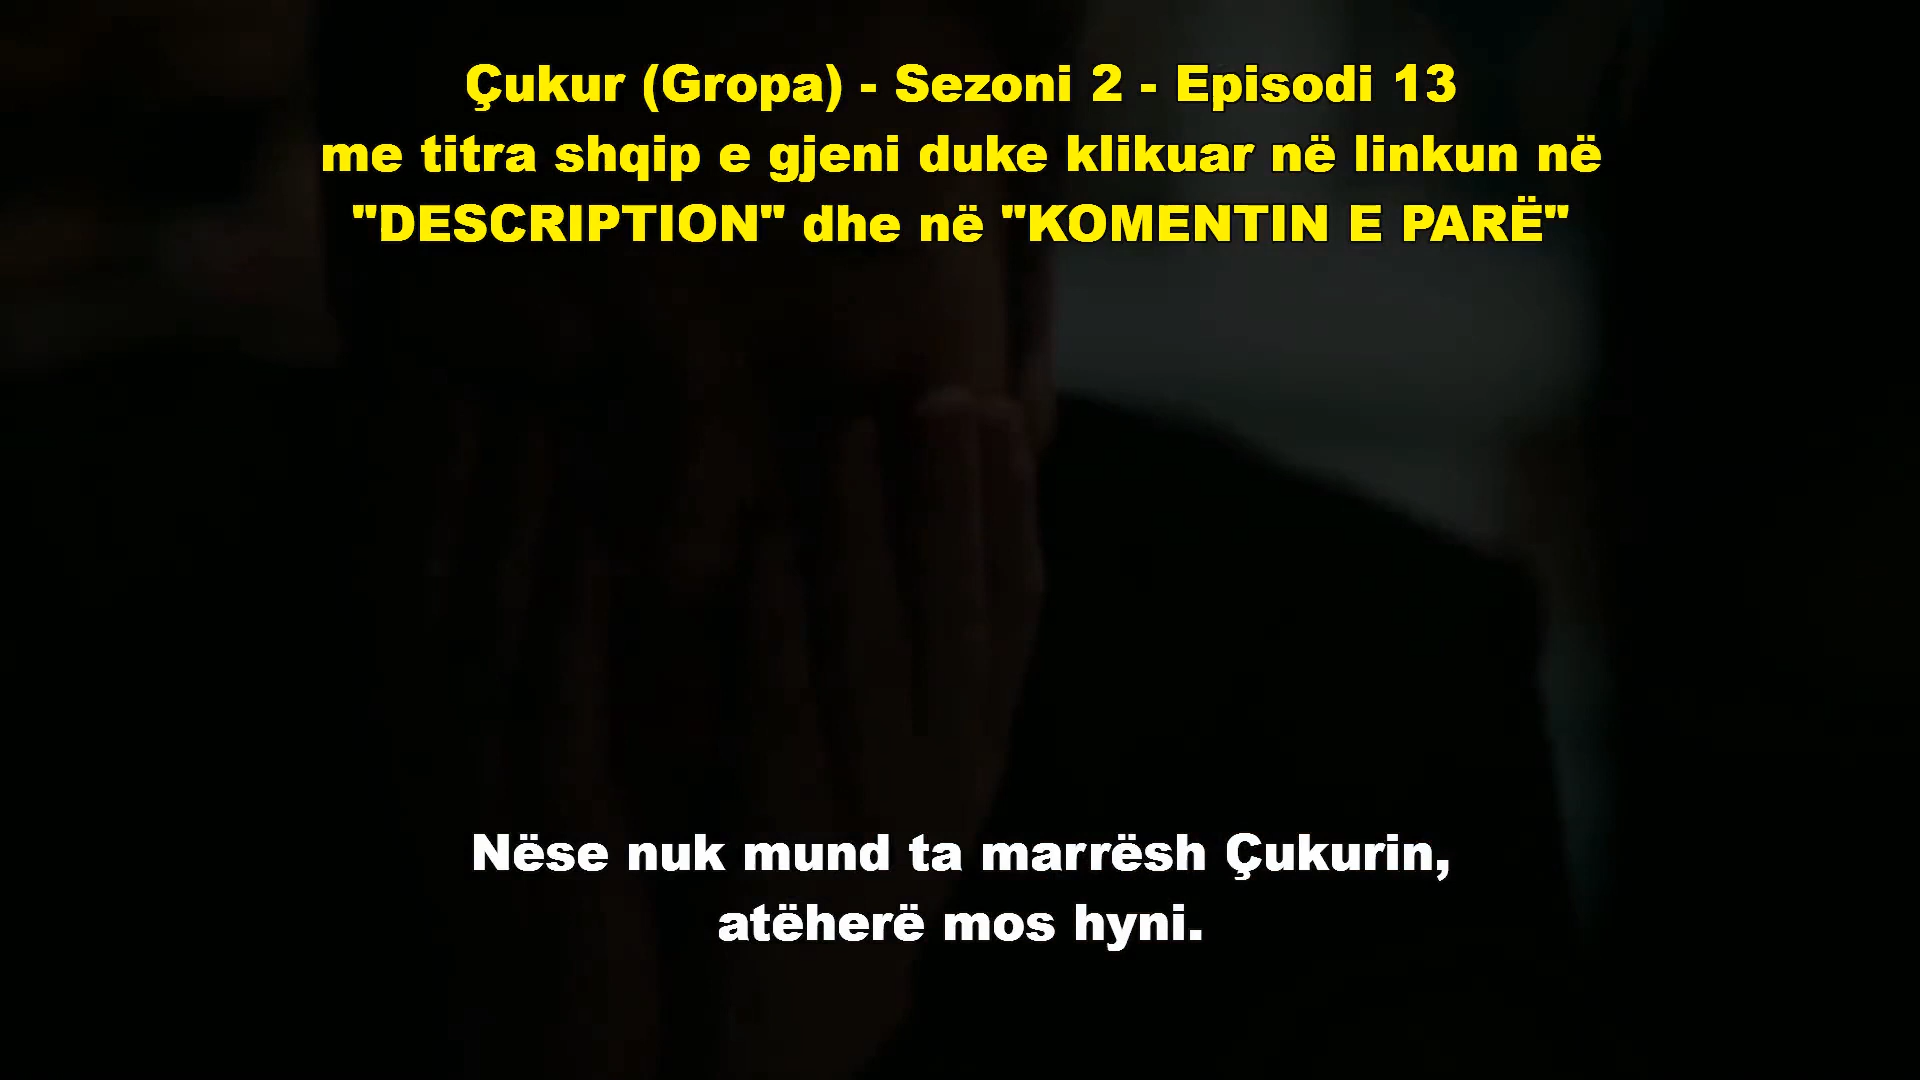 Çukur (Gropa) - Sezoni 2 - Episodi 13
me titra shqip e gjeni duke klikuar në linkun në
"DESCRIPTION" dhe në "KOMENTIN E PARË"
Nëse nuk mund ta marrësh Çukurin,
atëherë mos hyni.